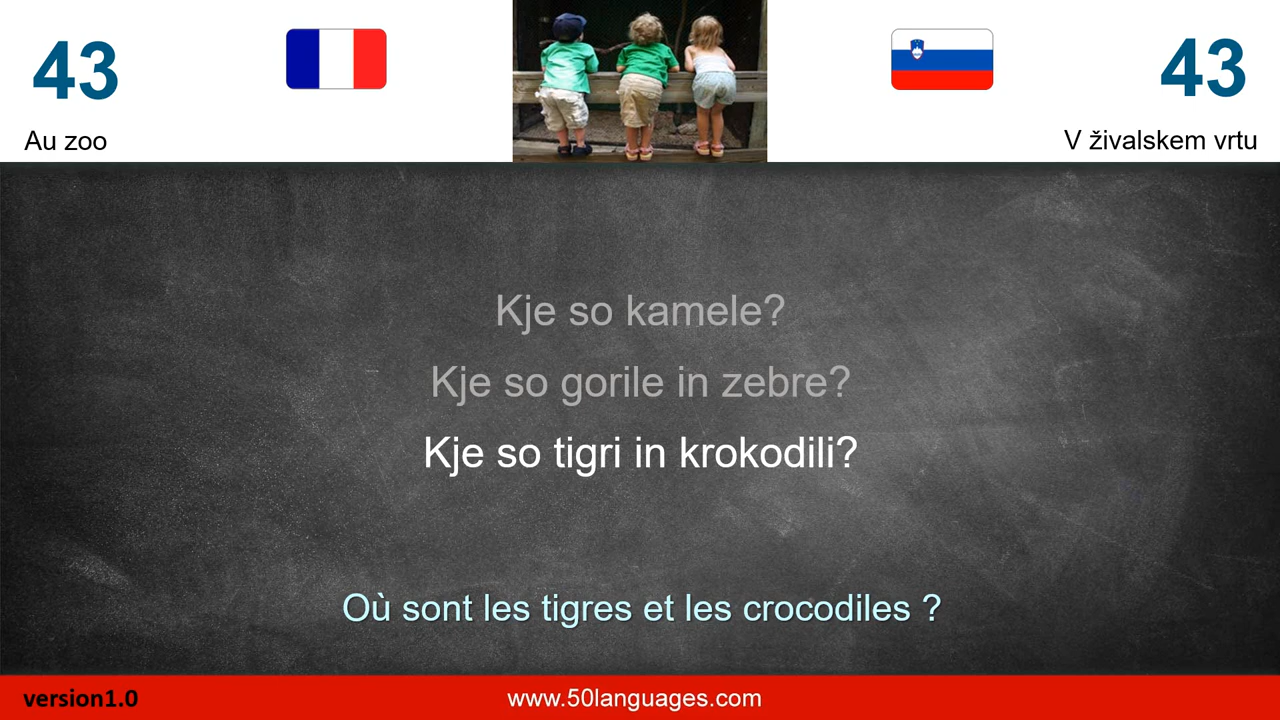 43
43
Au zoo
V živalskem vrtu
Kje so kamele?
Kje so gorile in zebre?
Kje so tigri in krokodili?
Où sont les tigres et les crocodiles ?
version1.0
www.50languages.com